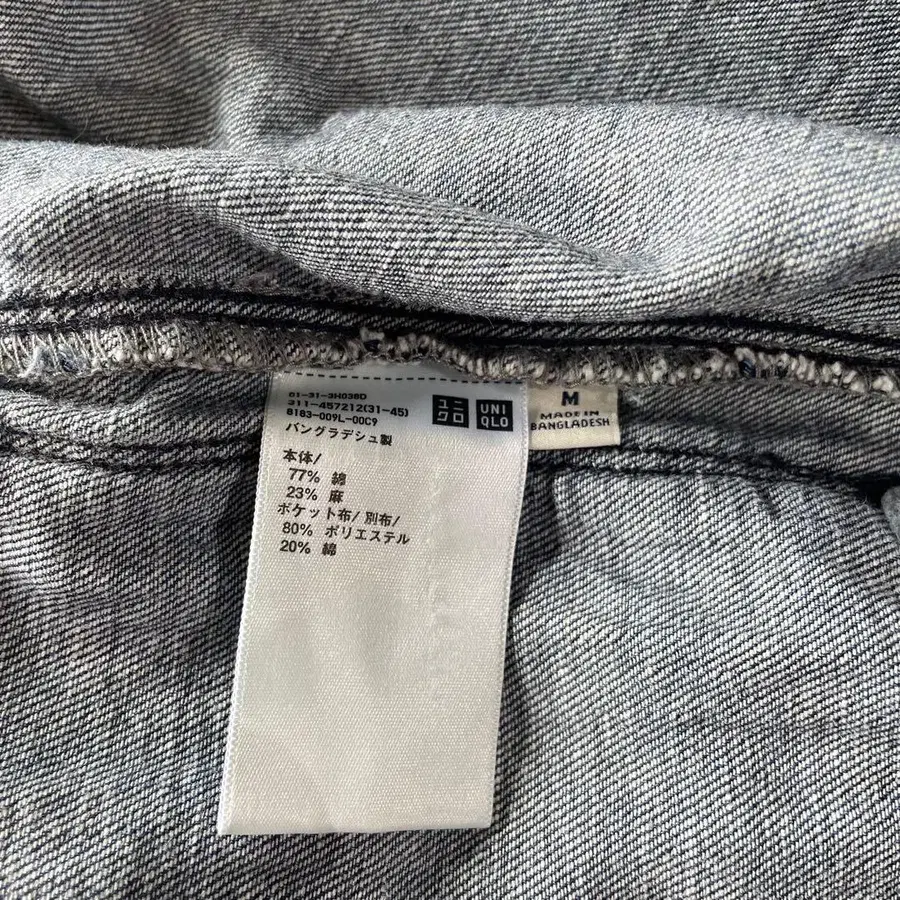 01-31-3H038D
311-457212(31-45)
8183-009L-00C9
バングラデシュ製
ユニ
クロ
UNI
QLO
本体/
77% 綿
23% 麻
ポケット布/別布/
80% ポリエステル
20% 綿
M
MADE IN
BANGLADESH